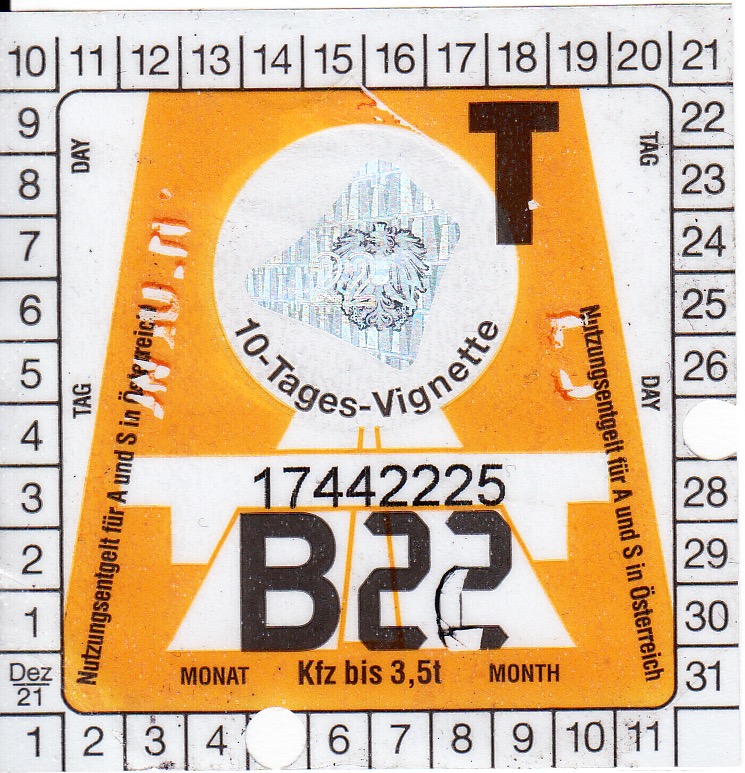 10 11 12 13 14 15 16 17 18 19 20 21
9 22
8 23
7 24
6 25
5 26
4
3 28
2 29
1 30
Dez
21
31
1 2 3 4 6 7 8 9 10 11
DAY
TAG
T
TAG
DAY
10-Tages-Vignette
Nutzungsentgelt für A und S in Österreich
Nutzungsentgelt für A und S in Österreich
17442225
B22
MONAT Kfz bis 3,5t MONTH